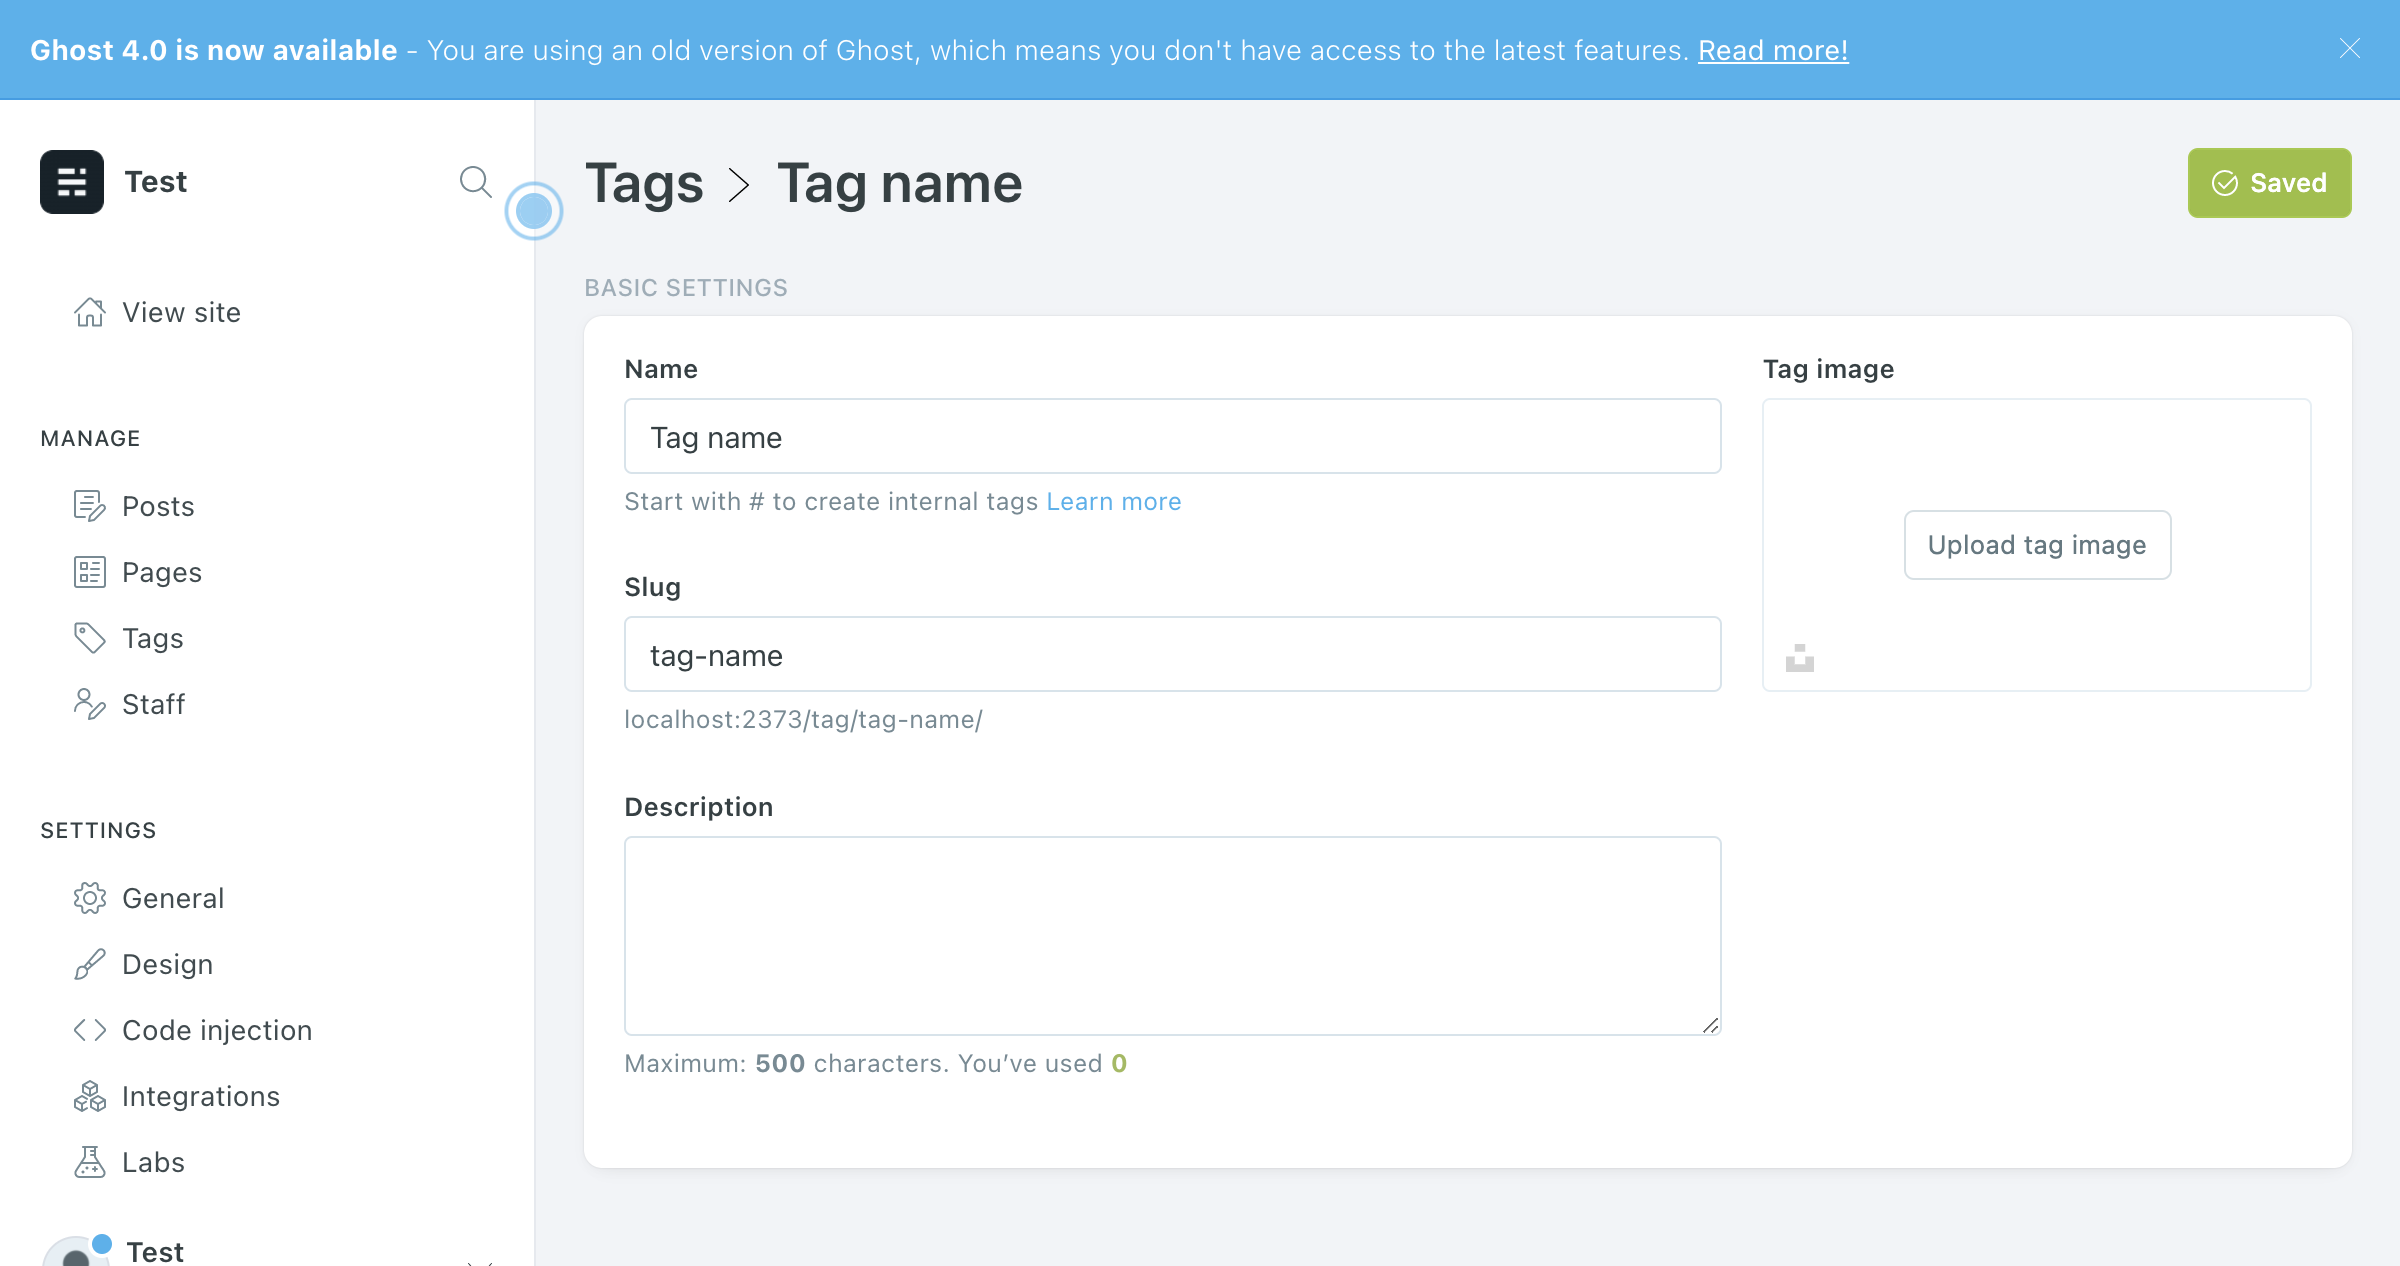 Ghost 4.0 is now available - You are using an old version of Ghost, which means you don't have access to the latest features. Read more!
Test
View site
MANAGE
Posts
Pages
Tags
Staff
SETTINGS
General
Design
Code injection
Integrations
Labs
Test
Tags > Tag name
Saved
BASIC SETTINGS
Name
Tag name
Start with # to create internal tags Learn more
Slug
tag-name
localhost:2373/tag/tag-name/
Description
Maximum: 500 characters. You’ve used 0
Tag image
Upload tag image